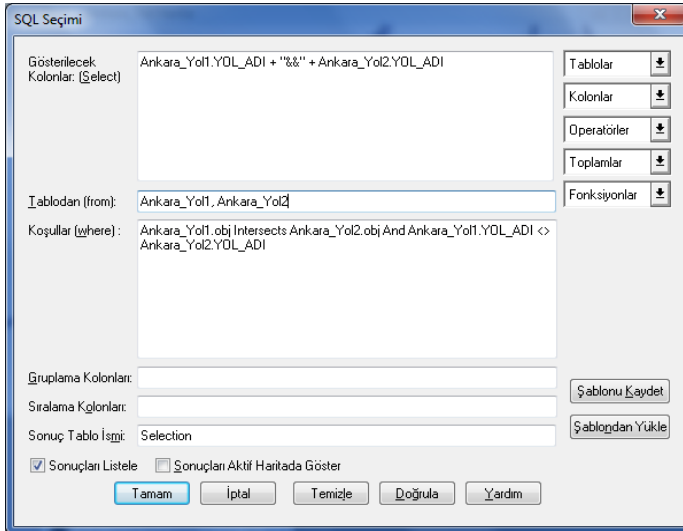 SQL Seçimi
x
Gösterilecek
Kolonlar: (Select)
Ankara_Yol1.YOL_ADI + "&&" + Ankara_Yol2.YOL_ADI
Tablolar
Kolonlar
Operatörler
Toplamlar
Fonksiyonlar
Tablodan (from):
Ankara_Yol1, Ankara_Yol2
Koşullar (where) :
Ankara_Yol1.obj Intersects Ankara_Yol2.obj And Ankara_Yol1.YOL_ADI <>
Ankara_Yol2.YOL_ADI
Gruplama Kolonları:
Sıralama Kolonları:
Sonuç Tablo İsmi:
Selection
Şablonu Kaydet
Şablondan Yükle
Sonuçları Listele
Sonuçları Aktif Haritada Göster
Tamam
İptal
Temizle
Doğrula
Yardım